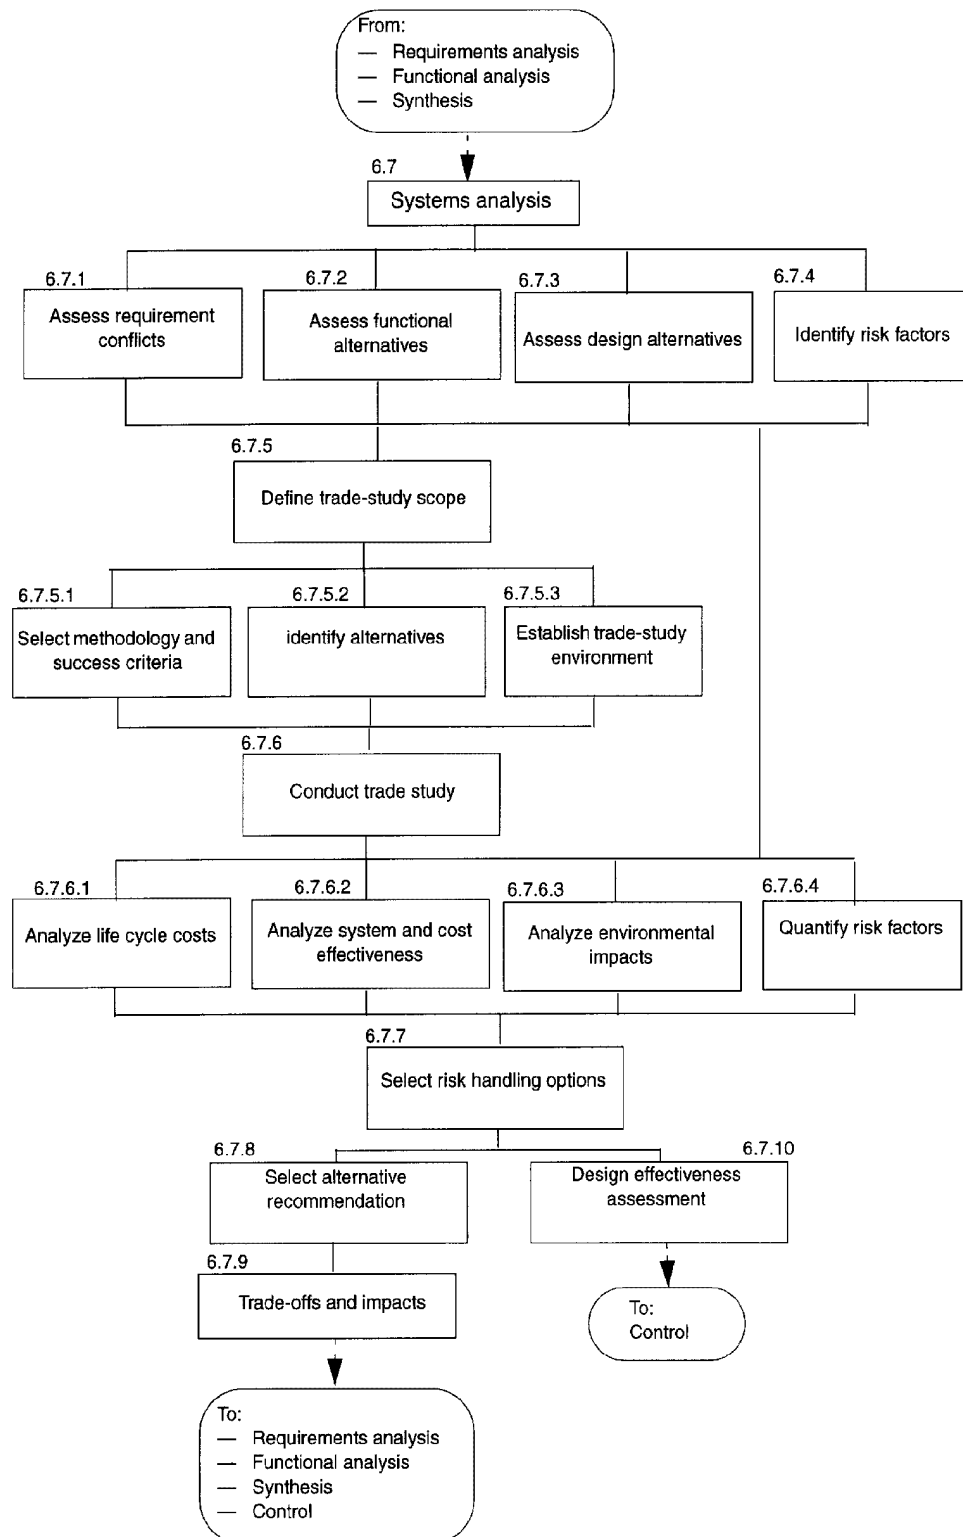 From:
— Requirements analysis
— Functional analysis
— Synthesis
6.7
Systems analysis
6.7.1
Assess requirement
conflicts
6.7.2
Assess functional
alternatives
6.7.3
Assess design alternatives
6.7.4
Identify risk factors
6.7.5
Define trade-study scope
6.7.5.1
Select methodology and
success criteria
6.7.5.2
identify alternatives
6.7.5.3
Establish trade-study
environment
6.7.6
Conduct trade study
6.7.6.1
Analyze life cycle costs
6.7.6.2
Analyze system and cost
effectiveness
6.7.6.3
Analyze environmental
impacts
6.7.6.4
Quantify risk factors
6.7.7
Select risk handling options
6.7.8
Select alternative
recommendation
6.7.10
Design effectiveness
assessment
6.7.9
Trade-offs and impacts
To:
Control
To:
— Requirements analysis
— Functional analysis
— Synthesis
— Control